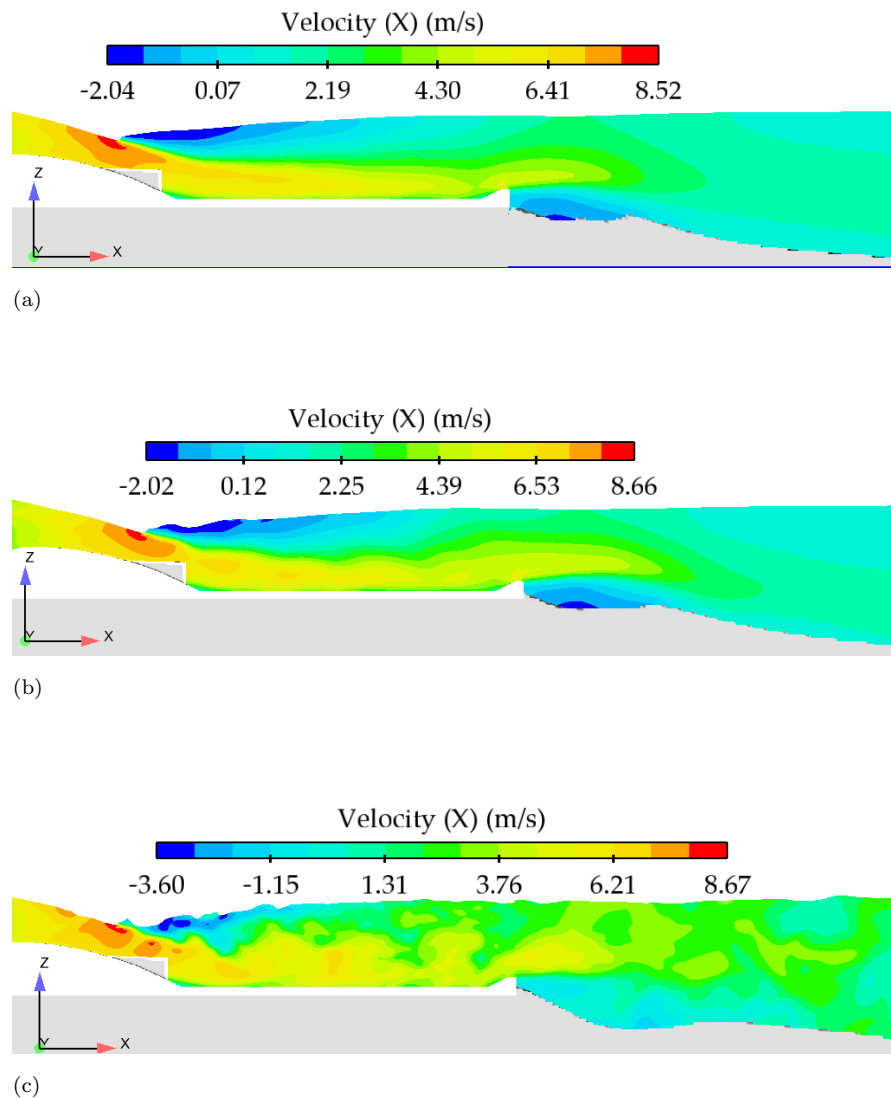 Velocity (X) (m/s)
-2.04 0.07 2.19 4.30 6.41 8.52
Z
Y
X
(a)
Velocity (X) (m/s)
-2.02 0.12 2.25 4.39 6.53 8.66
Z
Y
X
(b)
Velocity (X) (m/s)
-3.60 -1.15 1.31 3.76 6.21 8.67
Z
Y
X
(c)